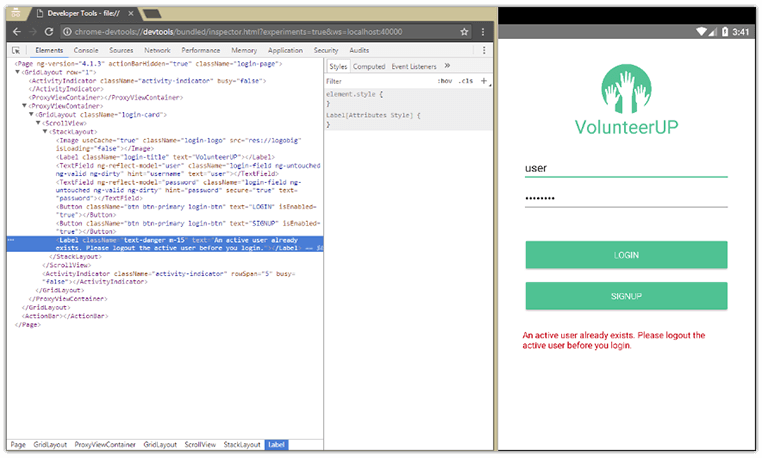 Developer Tools - file://
chrome-devtools://devtools/bundled/inspector.html?experiments=true&ws=localhost:40000
Elements Console Sources Network Performance Memory Application Security Audits
<Page ng-version="4.1.3" actionBarHidden="true" className="login-page">
▼<GridLayout row="1">
<ActivityIndicator className="activity-indicator" busy="false">
</ActivityIndicator>
<ProxyViewContainer></ProxyViewContainer>
▼<ProxyViewContainer>
▼<GridLayout className="login-card">
▼<ScrollView>
▼<StackLayout>
<Image useCache="true" className="login-logo" src="res://logobig"
isLoading="false"></Image>
<Label className="login-title" text="VolunteerUP"></Label>
<TextField ng-reflect-model="user" className="login-field ng-untouched
ng-valid ng-dirty" hint="username" text="user"></TextField>
<TextField ng-reflect-model="password" className="login-field ng-
untouched ng-valid ng-dirty" hint="password" secure="true" text=
"password"></TextField>
<Button className="btn btn-primary login-btn" text="LOGIN" isEnabled=
"true"></Button>
<Button className="btn btn-primary login-btn" text="SIGNUP" isEnabled=
"true"></Button>
<Label className="text-danger m-15" text="An active user already
exists. Please logout the active user before you login."></Label> ==
</StackLayout>
</ScrollView>
<ActivityIndicator className="activity-indicator" rowSpan="5" busy=
"false"></ActivityIndicator>
</GridLayout>
</ProxyViewContainer>
</GridLayout>
<ActionBar></ActionBar>
</Page>
Page GridLayout ProxyViewContainer GridLayout ScrollView StackLayout Label
Styles Computed Event Listeners »
Filter :hov .cls +
element.style {
}
Label[Attributes Style] {
}
3:41
VolunteerUP
user
••••••••
LOGIN
SIGNUP
An active user already exists. Please logout the
active user before you login.